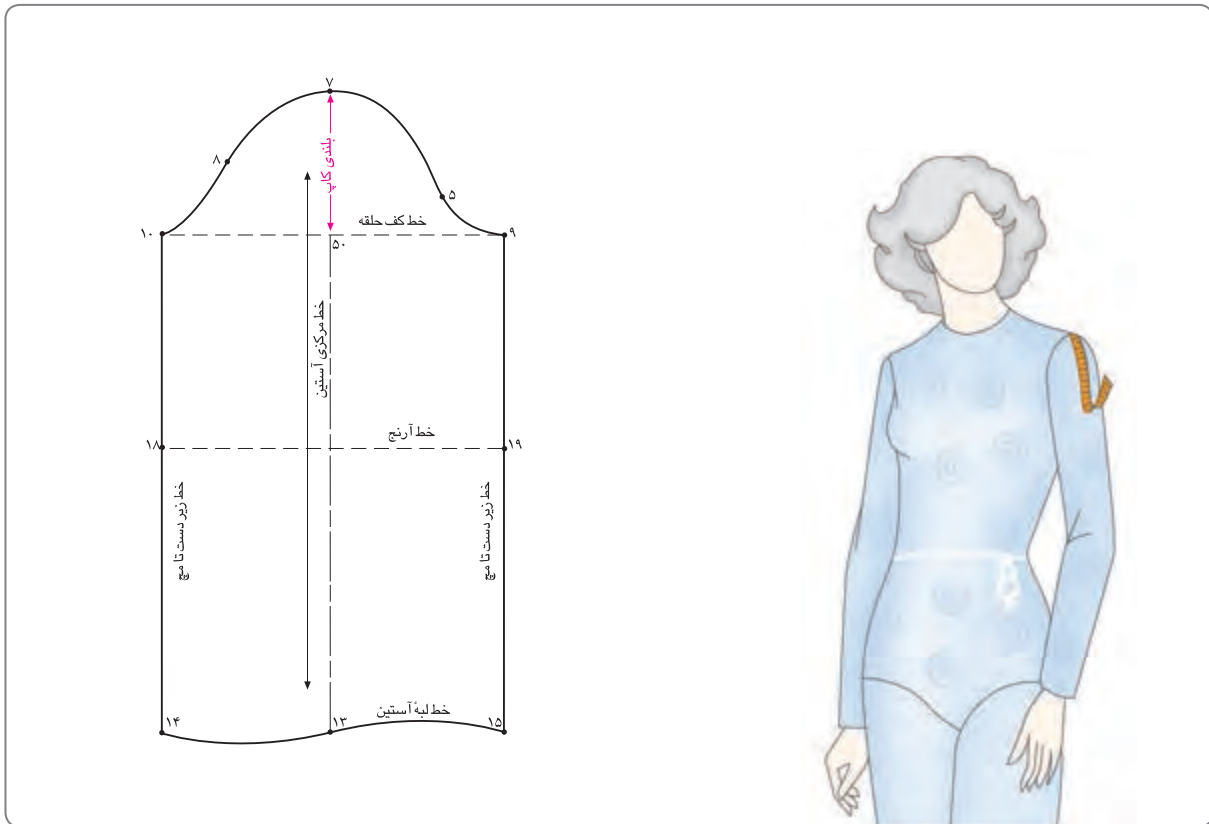 ۷
بلندی کاپ
۸
۵
خط کف حلقه
۱۰
۹
۵۰
خط مرکزی آستین
خط آرنج
۱۸
۱۹
خط زیر دست تا مچ
خط زیر دست تا مچ
خط لبهٔ آستین
۱۴
۱۳
۱۵